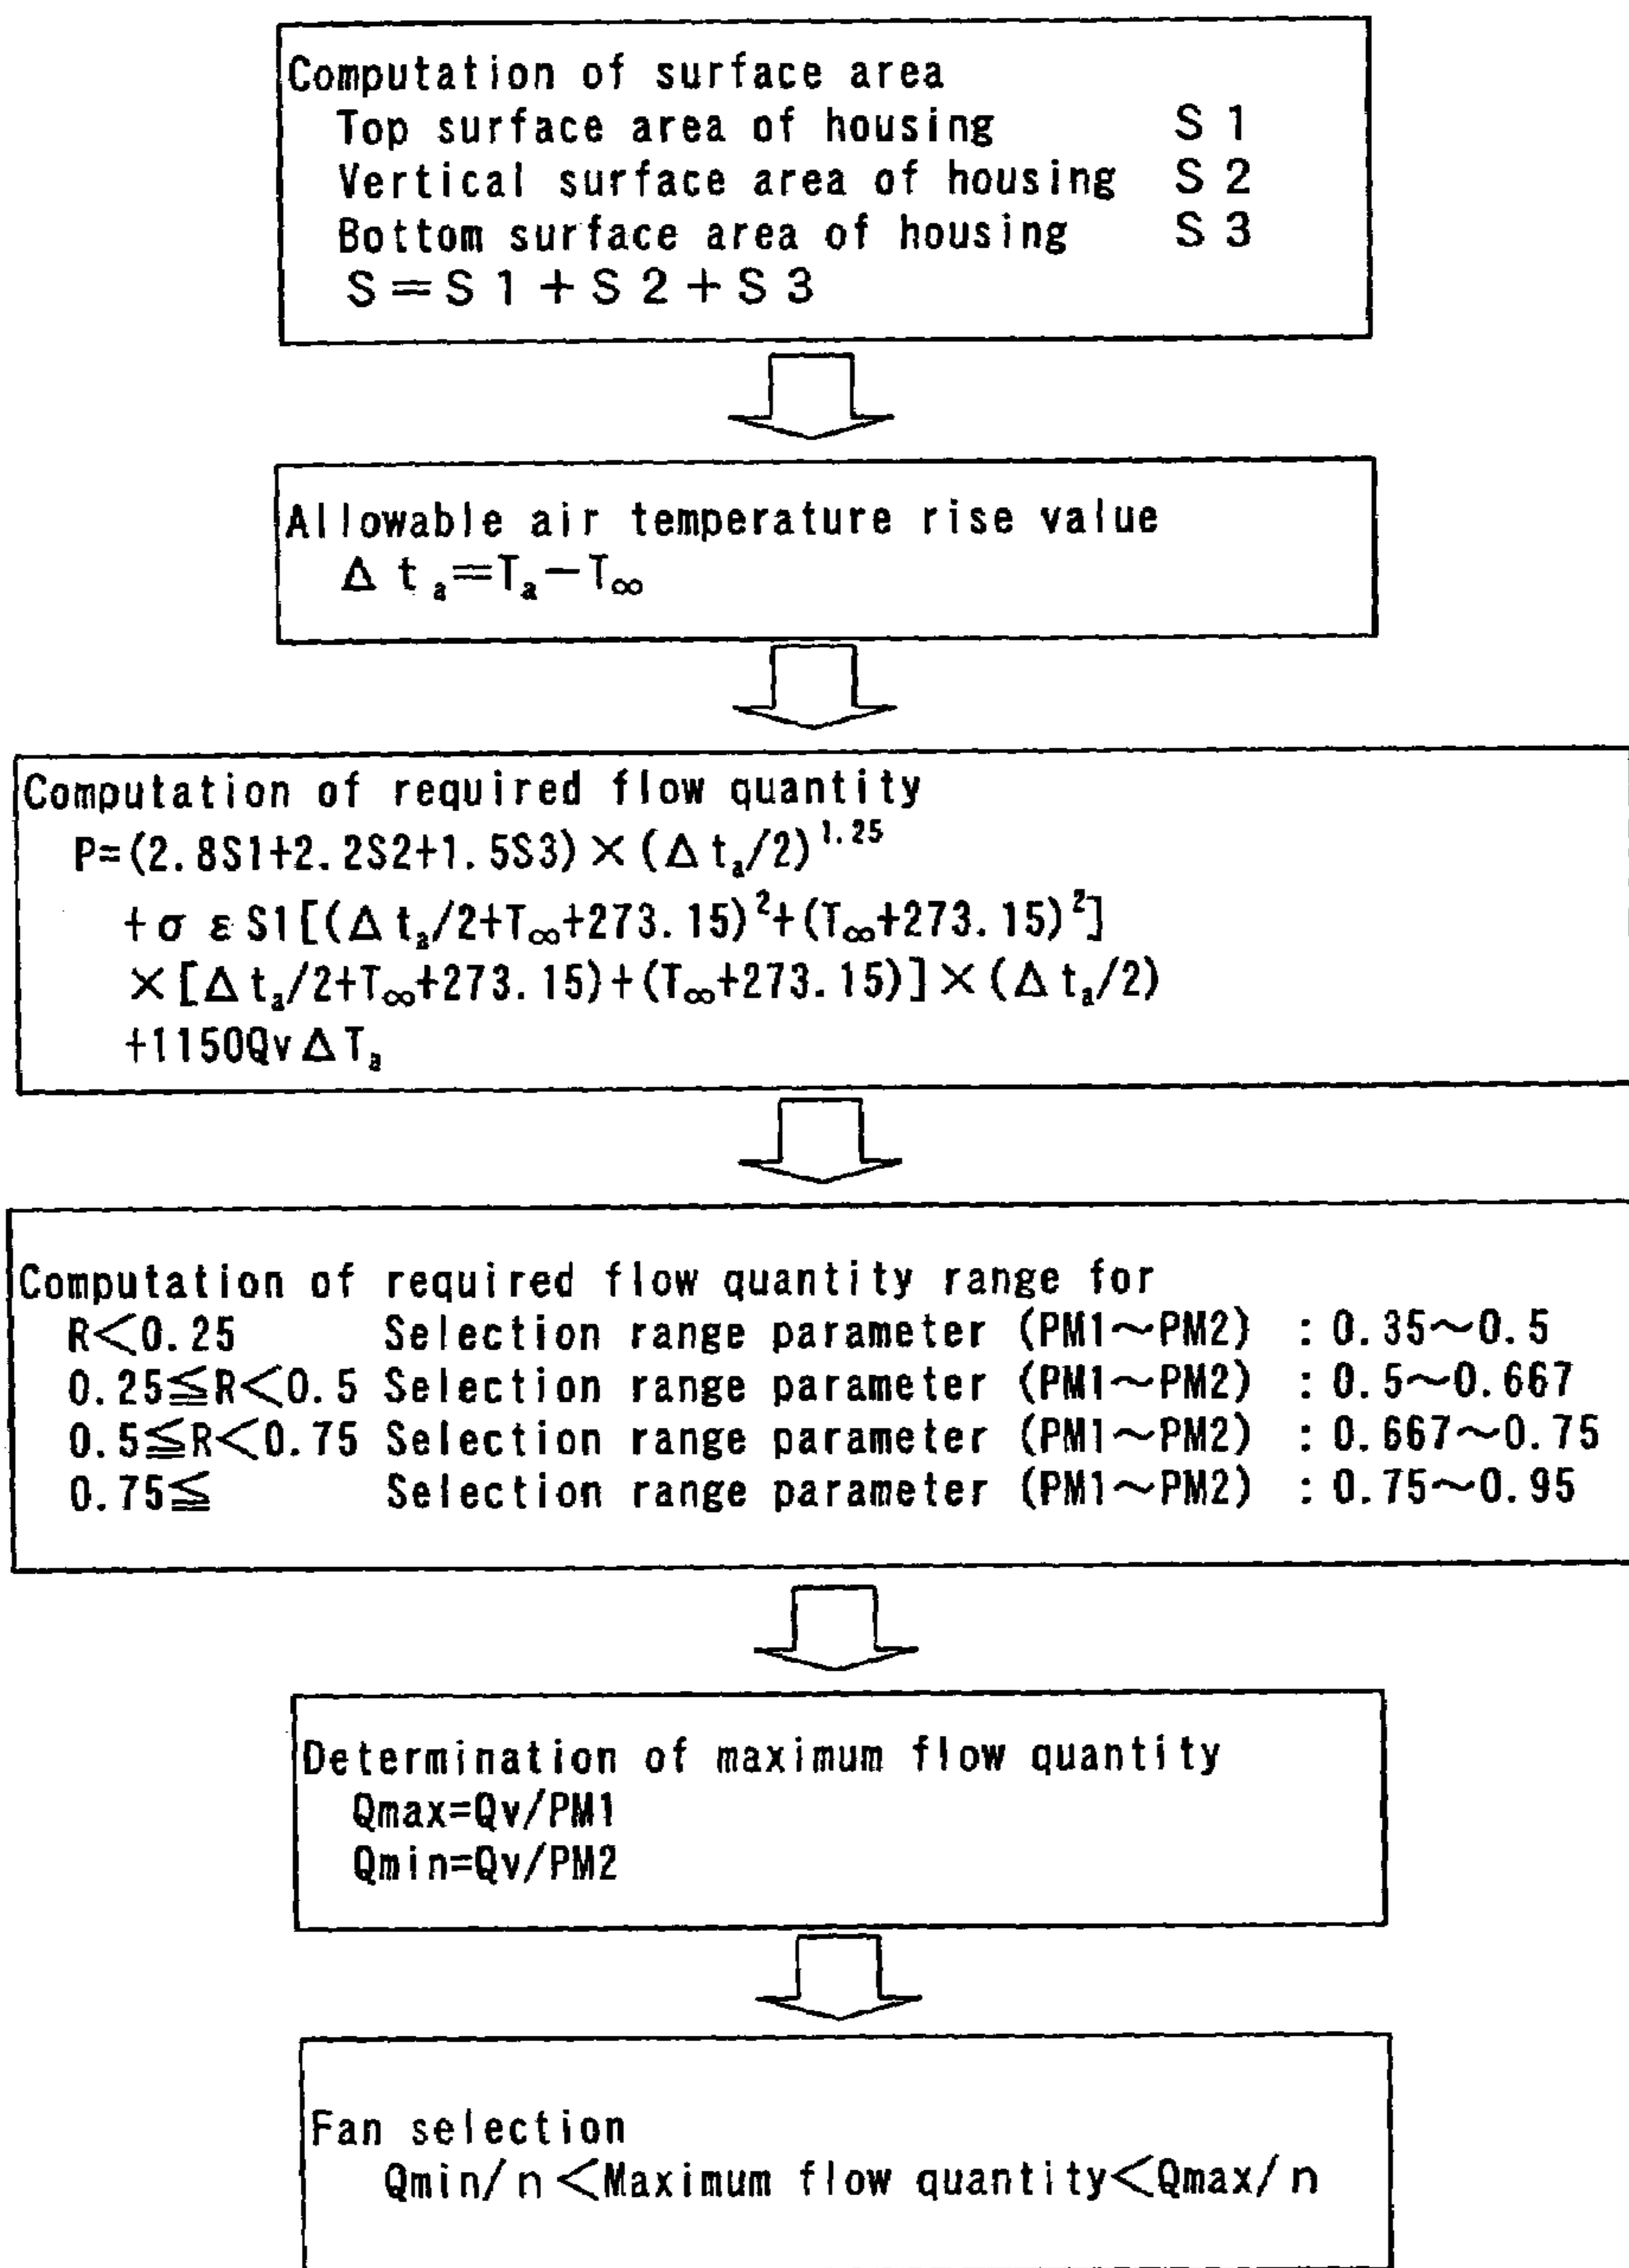 Computation of surface area
Top surface area of housing S1
Vertical surface area of housing S2
Bottom surface area of housing S3
S=S1+S2+S3
Allowable air temperature rise value
Δtₐ=Tₐ−T∞
Computation of required flow quantity
P=(2.8S1+2.2S2+1.5S3)×(Δtₐ/2)^1.25
+σεS1[(Δtₐ/2+T∞+273.15)²+(T∞+273.15)²]
×[Δtₐ/2+T∞+273.15)+(T∞+273.15)]×(Δtₐ/2)
+1150QvΔTₐ
Computation of required flow quantity range for
R<0.25 Selection range parameter (PM1~PM2) :0.35~0.5
0.25≦R<0.5 Selection range parameter (PM1~PM2) :0.5~0.667
0.5≦R<0.75 Selection range parameter (PM1~PM2) :0.667~0.75
0.75≦ Selection range parameter (PM1~PM2) :0.75~0.95
Determination of maximum flow quantity
Qmax=Qv/PM1
Qmin=Qv/PM2
Fan selection
Qmin/n<Maximum flow quantity<Qmax/n